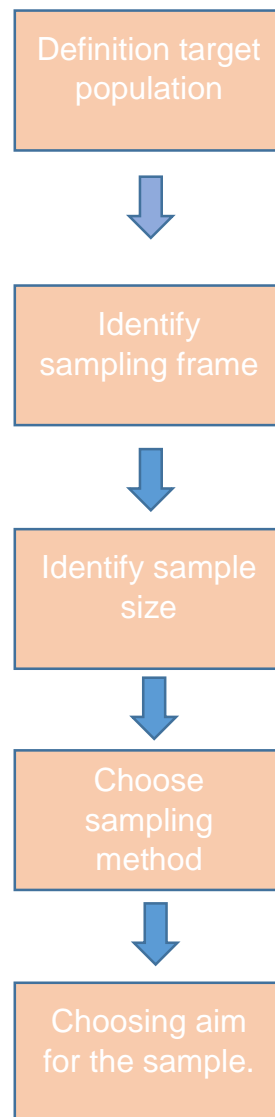 Definition target
population
Identify
sampling frame
Identify sample
size
Choose
sampling
method
Choosing aim
for the sample.